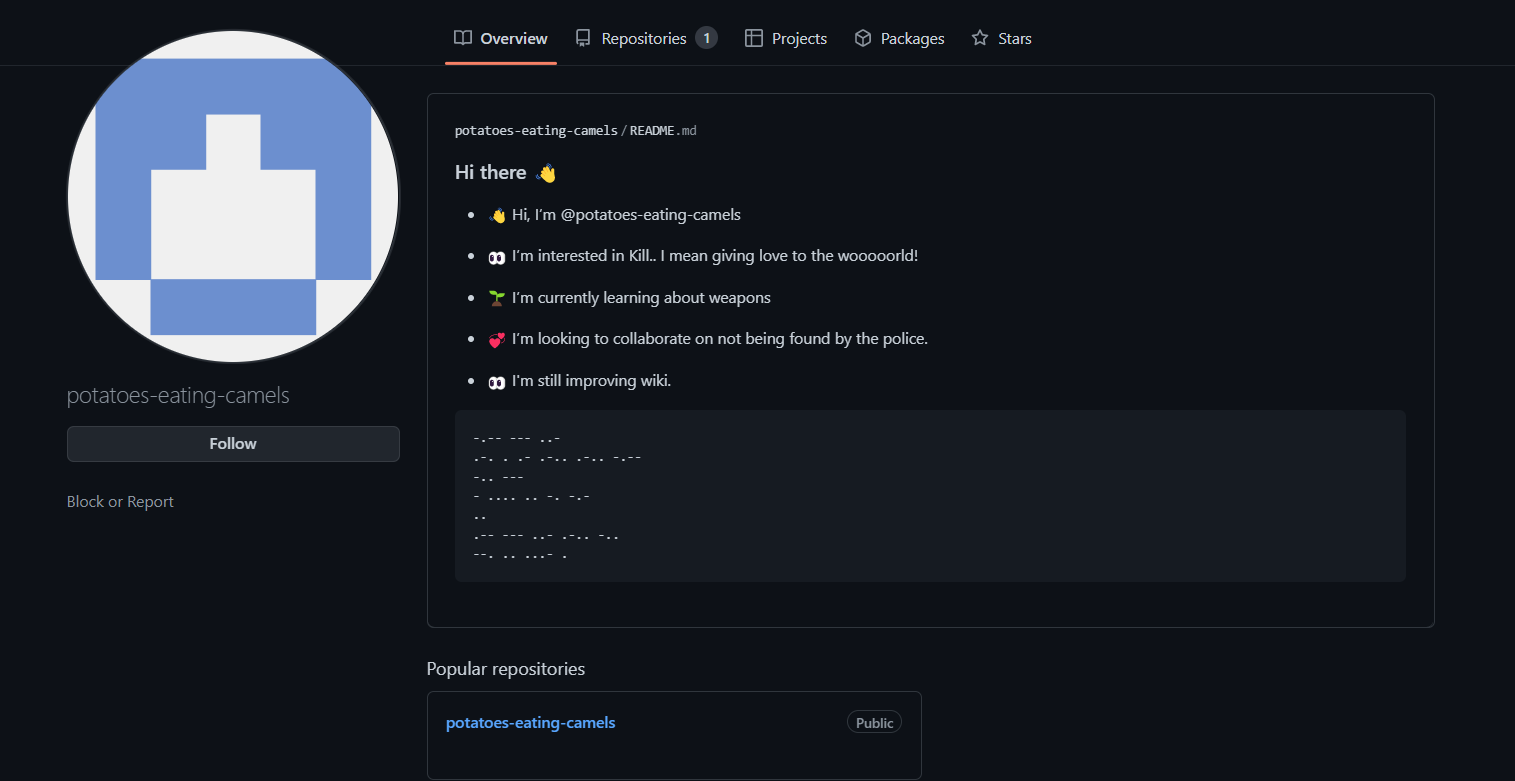 Overview
Repositories 1
Projects
Packages
Stars
potatoes-eating-camels/README.md
Hi there 👋
• 👋 Hi, I’m @potatoes-eating-camels
• 👀 I’m interested in Kill.. I mean giving love to the wooooorld!
• 🌱 I’m currently learning about weapons
• 💞 I’m looking to collaborate on not being found by the police.
• 👀 I'm still improving wiki.
-.-- --- ..-
.-. . .- .-.. .-.. -.--
-.. ---
- .... .. -. -.-
..
.-- --- ..- .-.. -..
--. .. ...- .
potatoes-eating-camels
Follow
Block or Report
Popular repositories
potatoes-eating-camels Public